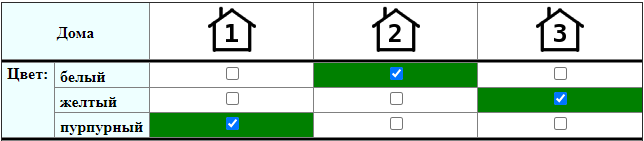 Дома 1 2 3
Цвет: белый
желтый
пурпурный